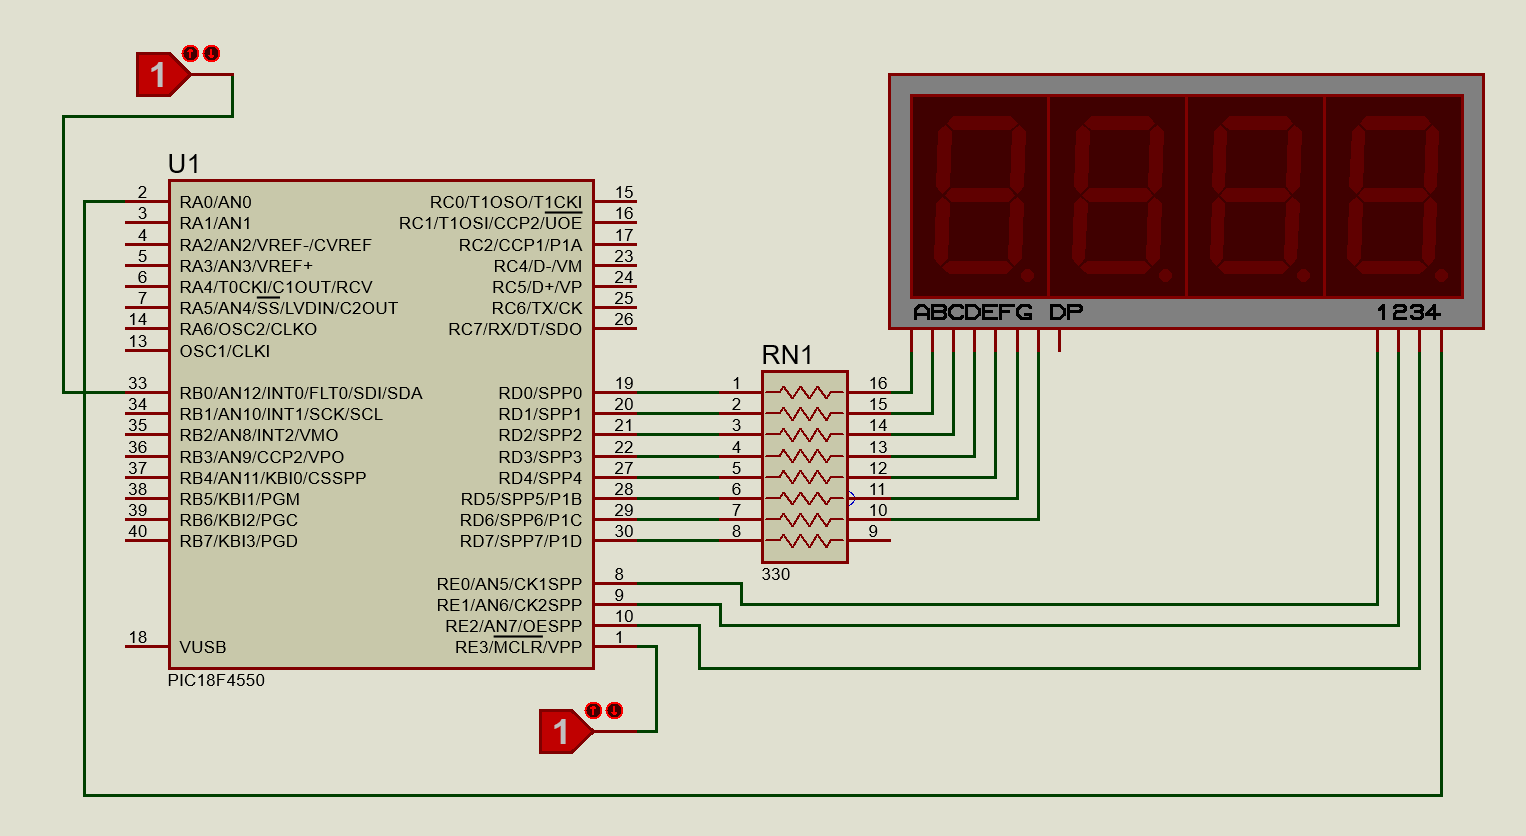 1
U1
2 RA0/AN0
3 RA1/AN1
4 RA2/AN2/VREF-/CVREF
5 RA3/AN3/VREF+
6 RA4/T0CKI/C1OUT/RCV
7 RA5/AN4/SS/LVDIN/C2OUT
14 RA6/OSC2/CLKO
13 OSC1/CLKI
33 RB0/AN12/INT0/FLT0/SDI/SDA
34 RB1/AN10/INT1/SCK/SCL
35 RB2/AN8/INT2/VMO
36 RB3/AN9/CCP2/VPO
37 RB4/AN11/KBI0/CSSPP
38 RB5/KBI1/PGM
39 RB6/KBI2/PGC
40 RB7/KBI3/PGD
18 VUSB
RC0/T1OSO/T1CKI 15
RC1/T1OSI/CCP2/UOE 16
RC2/CCP1/P1A 17
RC4/D-/VM 23
RC5/D+/VP 24
RC6/TX/CK 25
RC7/RX/DT/SDO 26
RD0/SPP0 19
RD1/SPP1 20
RD2/SPP2 21
RD3/SPP3 22
RD4/SPP4 27
RD5/SPP5/P1B 28
RD6/SPP6/P1C 29
RD7/SPP7/P1D 30
RE0/AN5/CK1SPP 8
RE1/AN6/CK2SPP 9
RE2/AN7/OESPP 10
RE3/MCLR/VPP 1
PIC18F4550
1
RN1
1 16
2 15
3 14
4 13
5 12
6 11
7 10
8 9
330
ABCDEFG DP 1234